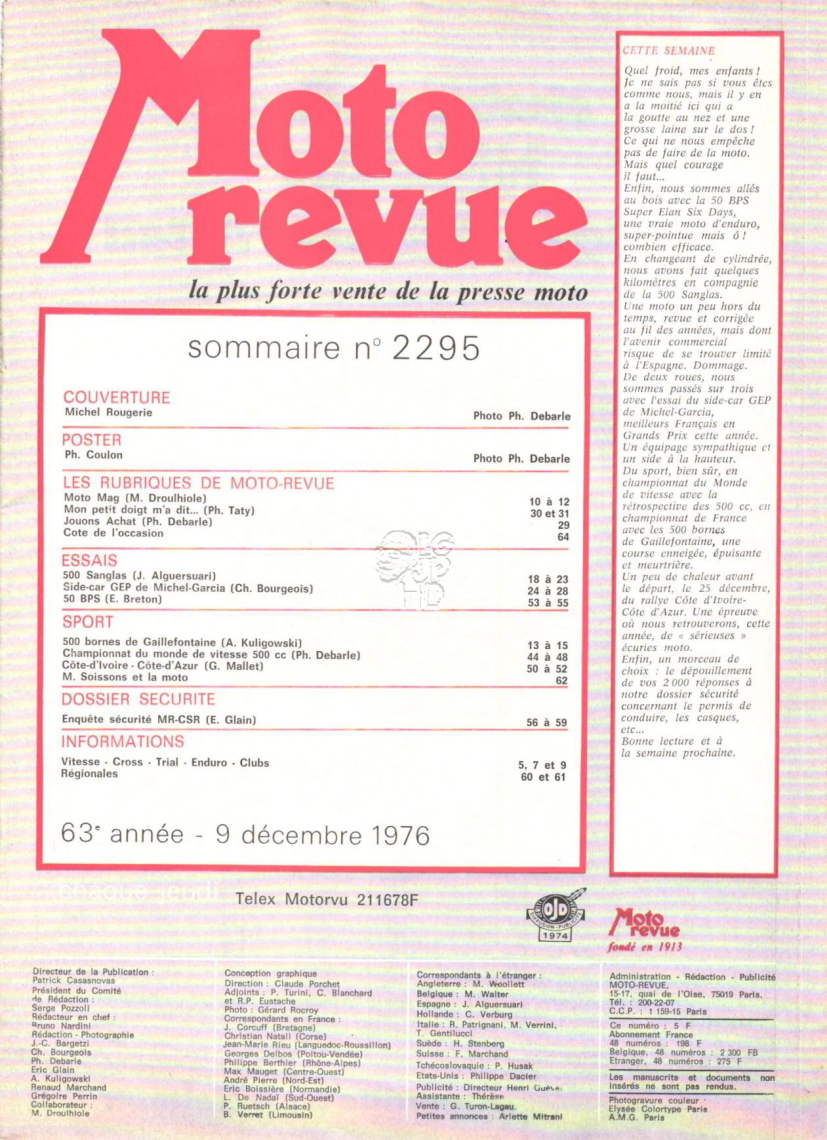 Moto
revue
la plus forte vente de la presse moto
sommaire n° 2295
COUVERTURE
Michel Rougerie Photo Ph. Debarle
POSTER
Ph. Coulon Photo Ph. Debarle
LES RUBRIQUES DE MOTO-REVUE
Moto Mag (M. Droulhiole) 10 à 12
Mon petit doigt m'a dit... (Ph. Taty) 30 et 31
Jouons Achat (Ph. Debarle) 29
Cote de l'occasion 64
ESSAIS
500 Sanglas (J. Alguersuari) 18 à 23
Side-car GEP de Michel-Garcia (Ch. Bourgeois) 24 à 28
50 BPS (E. Breton) 53 à 55
SPORT
500 bornes de Gaillefontaine (A. Kuligowski) 13 à 15
Championnat du monde de vitesse 500 cc (Ph. Debarle) 44 à 48
Côte-d'Ivoire - Côte-d'Azur (G. Mallet) 50 à 52
M. Soissons et la moto 62
DOSSIER SECURITE
Enquête sécurité MR-CSR (E. Glain) 56 à 59
INFORMATIONS
Vitesse - Cross - Trial - Enduro - Clubs 5, 7 et 9
Régionales 60 et 61
63e année - 9 décembre 1976
CETTE SEMAINE
Quel froid, mes enfants !
Je ne sais pas si vous êtes
comme nous, mais il y en
a la moitié ici qui a
la goutte au nez et une
grosse laine sur le dos !
Ce qui ne nous empêche
pas de faire de la moto.
Mais quel courage
il faut...
Enfin, nous sommes allés
au bois avec la 50 BPS
Super Elan Six Days,
une vraie moto d'enduro,
super-pointue mais ô !
combien efficace.
En changeant de cylindrée,
nous avons fait quelques
kilomètres en compagnie
de la 500 Sanglas.
Une moto un peu hors du
temps, revue et corrigée
au fil des années, mais dont
l'avenir commercial
risque de se trouver limité
à l'Espagne. Dommage.
De deux roues, nous
sommes passés sur trois
avec l'essai du side-car GEP
de Michel-Garcia,
meilleurs Français en
Grands Prix cette année.
Un équipage sympathique et
un side à la hauteur.
Du sport, bien sûr, en
championnat du Monde
de vitesse avec la
rétrospective des 500 cc, en
championnat de France
avec les 500 bornes
de Gaillefontaine, une
course enneigée, épuisante
et meurtrière.
Un peu de chaleur avant
le départ, le 25 décembre,
du rallye Côte d'Ivoire-
Côte d'Azur. Une épreuve
où nous retrouverons, cette
année, de « sérieuses »
écuries moto.
Enfin, un morceau de
choix : le dépouillement
de vos 2 000 réponses à
notre dossier sécurité
concernant le permis de
conduire, les casques,
etc...
Bonne lecture et à
la semaine prochaine.
chaque jeudi
Telex Motorvu 211678F
OJD
1974
Moto
revue
fondé en 1913
Directeur de la Publication :
Patrick Casasnovas
Président du Comité
de Rédaction :
Serge Pozzoli
Rédacteur en chef :
Bruno Nardini
Rédaction - Photographie
J.-C. Bargetzi
Ch. Bourgeois
Ph. Debarle
Eric Glain
A. Kuligowski
Renaud Marchand
Grégoire Perrin
Collaborateur :
M. Droulhiole
Conception graphique
Direction : Claude Porchet
Adjoints : P. Turini, C. Blanchard
et R.P. Eustache
Photo : Gérard Rocroy
Correspondants en France :
J. Corcuff (Bretagne)
Christian Natali (Corse)
Jean-Marie Rieu (Languedoc-Roussillon)
Georges Delbos (Poitou-Vendée)
Philippe Berthier (Rhône-Alpes)
Max Mauget (Centre-Ouest)
André Pierre (Nord-Est)
Eric Boissière (Normandie)
L. De Nadaï (Sud-Ouest)
P. Ruetsch (Alsace)
B. Verret (Limousin)
Correspondants à l'étranger :
Angleterre : M. Woollett
Belgique : M. Walter
Espagne : J. Alguersuari
Hollande : C. Verburg
Italie : R. Patrignani, M. Verrini,
T. Gentilucci
Suède : H. Stenberg
Suisse : F. Marchand
Tchécoslovaquie : P. Husak
Etats-Unis : Philippe Dacier
Publicité : Directeur Henri
Assistante : Thérèse
Vente : G. Turon-Lagau.
Petites annonces : Arlette Mitrani
Administration - Rédaction - Publicité
MOTO-REVUE,
15-17, quai de l'Oise, 75019 Paris.
Tél. : 200-22-07
C.C.P. : 1 159-15 Paris
Ce numéro : 5 F
Abonnement France
48 numéros : 198 F
Belgique, 48 numéros : 2 300 FB
Etranger, 48 numéros : 275 F
Les manuscrits et documents non
insérés ne sont pas rendus.
Photogravure couleur
Elysée Colortype Paris
A.M.G. Paris